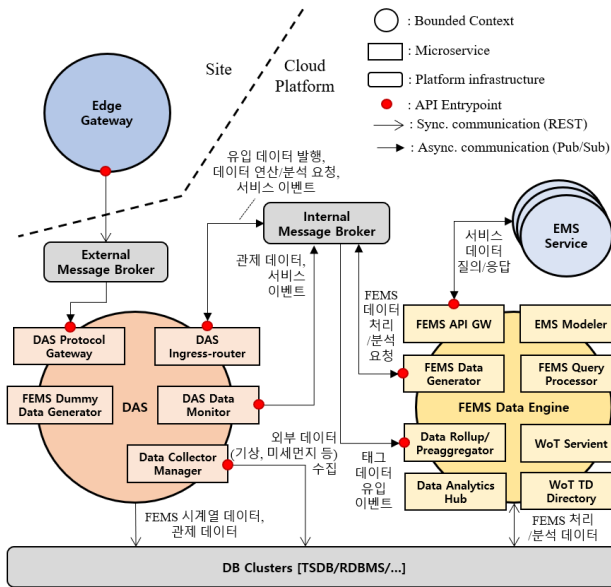 : Bounded Context
: Microservice
: Platform infrastructure
: API Entrypoint
: Sync. communication (REST)
: Async. communication (Pub/Sub)
Site
Cloud
Platform
Edge
Gateway
유입 데이터 발행,
데이터 연산/분석 요청,
서비스 이벤트
External
Message Broker
Internal
Message Broker
EMS
Service
관제 데이터,
서비스
이벤트
서비스
데이터
질의/응답
FEMS
데이터
처리
/분석
요청
DAS Protocol
Gateway
DAS
Ingress-router
FEMS Dummy
Data Generator
DAS
DAS Data
Monitor
Data Collector
Manager
외부 데이터
(기상, 미세먼지 등)
수집
태그
데이터
유입
이벤트
FEMS API GW
EMS Modeler
FEMS Data
Generator
FEMS Query
Processor
FEMS Data Engine
Data Rollup/
Preaggregator
WoT Servient
Data Analytics
Hub
WoT TD
Directory
FEMS 시계열 데이터,
관제 데이터
FEMS 처리
/분석 데이터
DB Clusters [TSDB/RDBMS/...]